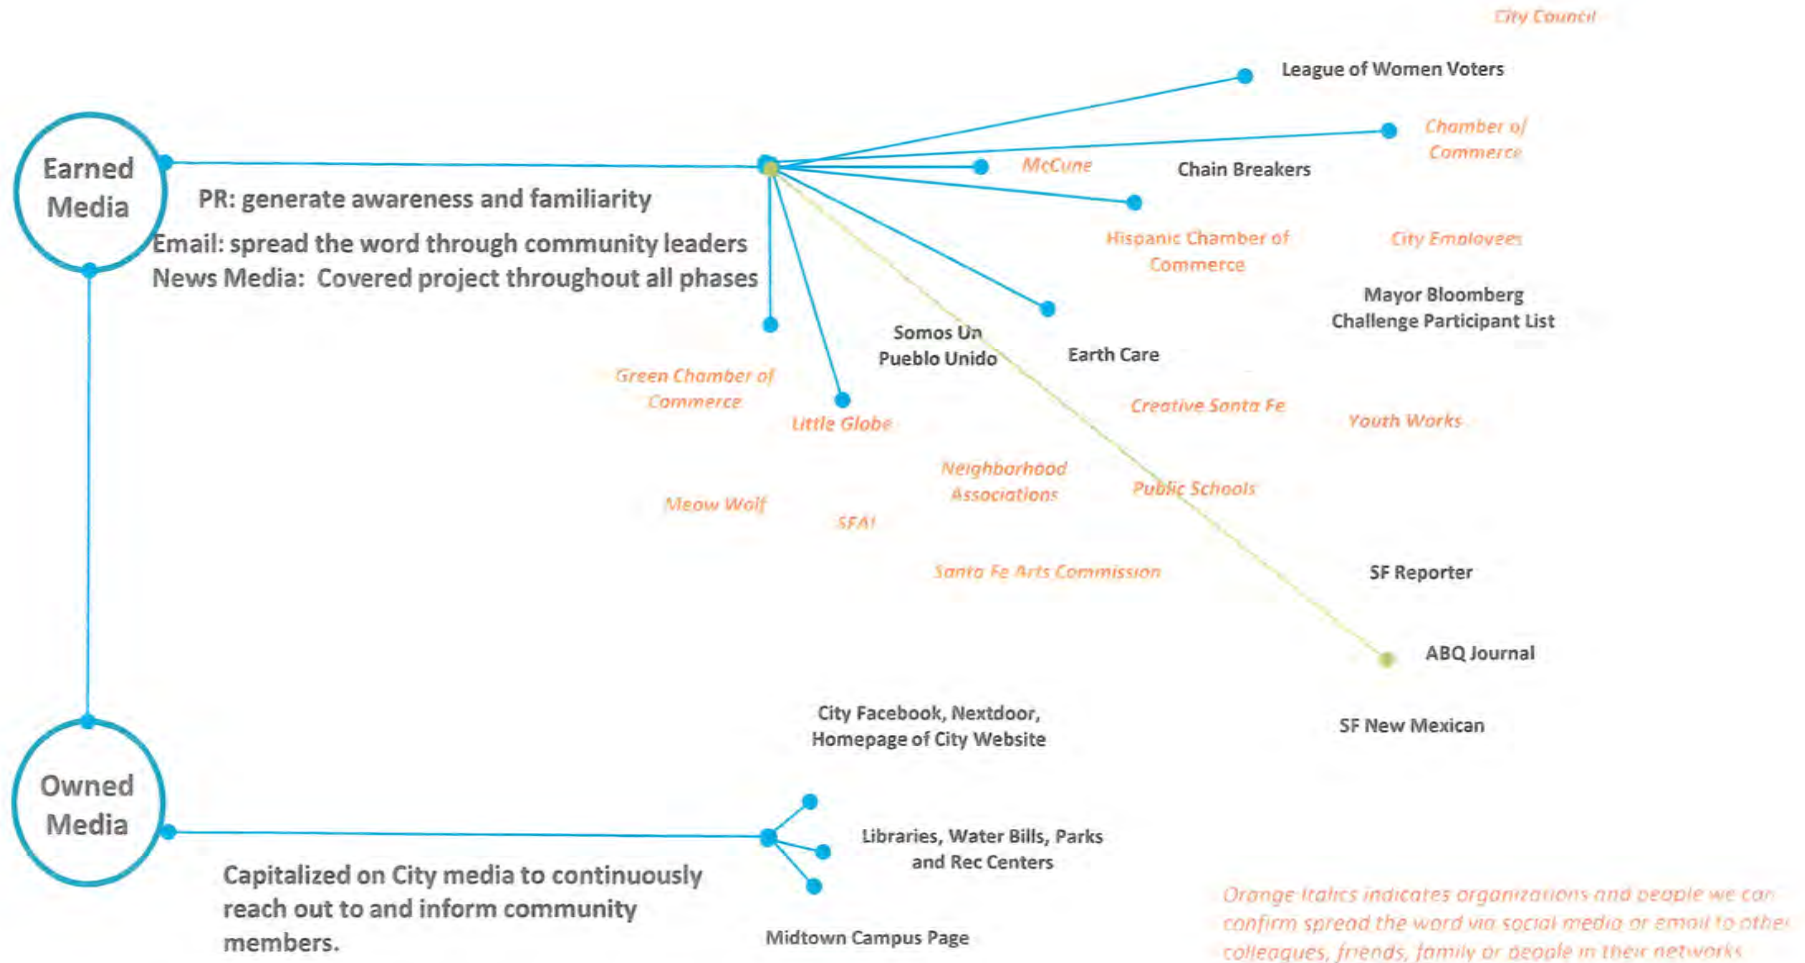 City Council
League of Women Voters
Chamber of
Commerce
Earned
Media
McCune
Chain Breakers
PR: generate awareness and familiarity
Email: spread the word through community leaders
News Media: Covered project throughout all phases
Hispanic Chamber of
Commerce
City Employees
Mayor Bloomberg
Challenge Participant List
Somos Un
Pueblo Unido
Earth Care
Green Chamber of
Commerce
Little Globe
Creative Santa Fe
Youth Works
Neighborhood
Associations
Public Schools
Meow Wolf
SFAI
Santa Fe Arts Commission
SF Reporter
ABQ Journal
SF New Mexican
City Facebook, Nextdoor,
Homepage of City Website
Owned
Media
Libraries, Water Bills, Parks
and Rec Centers
Capitalized on City media to continuously
reach out to and inform community
members.
Midtown Campus Page
Orange Italics indicates organizations and people we can
confirm spread the word via social media or email to other
colleagues, friends, family or people in their networks